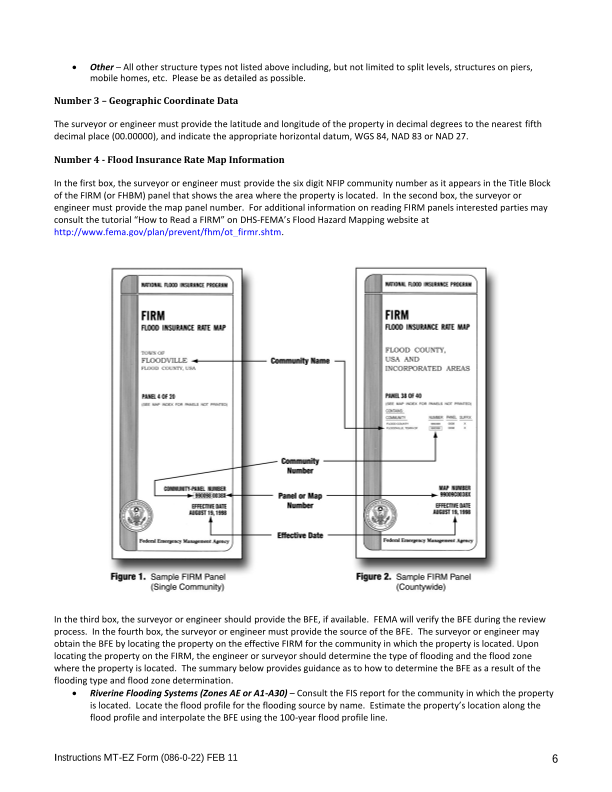 • Other – All other structure types not listed above including, but not limited to split levels, structures on piers,
mobile homes, etc.  Please be as detailed as possible.
Number 3 – Geographic Coordinate Data
The surveyor or engineer must provide the latitude and longitude of the property in decimal degrees to the nearest fifth
decimal place (00.00000), and indicate the appropriate horizontal datum, WGS 84, NAD 83 or NAD 27.
Number 4 - Flood Insurance Rate Map Information
In the first box, the surveyor or engineer must provide the six digit NFIP community number as it appears in the Title Block
of the FIRM (or FHBM) panel that shows the area where the property is located.  In the second box, the surveyor or
engineer must provide the map panel number.  For additional information on reading FIRM panels interested parties may
consult the tutorial "How to Read a FIRM" on DHS-FEMA's Flood Hazard Mapping website at
http://www.fema.gov/plan/prevent/fhm/ot_firmr.shtm.
NATIONAL FLOOD INSURANCE PROGRAM
FIRM
FLOOD INSURANCE RATE MAP
TOWN OF
FLOODVILLE
FLOOD COUNTY, USA
PANEL 4 OF 20
(SEE MAP INDEX FOR PANELS NOT PRINTED)
COMMUNITY-PANEL NUMBER
EFFECTIVE DATE
AUGUST 19, 1998
Federal Emergency Management Agency
Community Name
Community
Number
Panel or Map
Number
Effective Date
NATIONAL FLOOD INSURANCE PROGRAM
FIRM
FLOOD INSURANCE RATE MAP
FLOOD COUNTY,
USA AND
INCORPORATED AREAS
PANEL 38 OF 40
(SEE MAP INDEX FOR PANELS NOT PRINTED)
CONTAINS:
COMMUNITY NUMBER PANEL SUFFIX
MAP NUMBER
EFFECTIVE DATE
AUGUST 19, 1998
Federal Emergency Management Agency
Figure 1.  Sample FIRM Panel
(Single Community)
Figure 2.  Sample FIRM Panel
(Countywide)
In the third box, the surveyor or engineer should provide the BFE, if available.  FEMA will verify the BFE during the review
process.  In the fourth box, the surveyor or engineer must provide the source of the BFE.  The surveyor or engineer may
obtain the BFE by locating the property on the effective FIRM for the community in which the property is located. Upon
locating the property on the FIRM, the engineer or surveyor should determine the type of flooding and the flood zone
where the property is located.  The summary below provides guidance as to how to determine the BFE as a result of the
flooding type and flood zone determination.
• Riverine Flooding Systems (Zones AE or A1-A30) – Consult the FIS report for the community in which the property
is located.  Locate the flood profile for the flooding source by name.  Estimate the property's location along the
flood profile and interpolate the BFE using the 100-year flood profile line.
Instructions MT-EZ Form (086-0-22) FEB 11
6